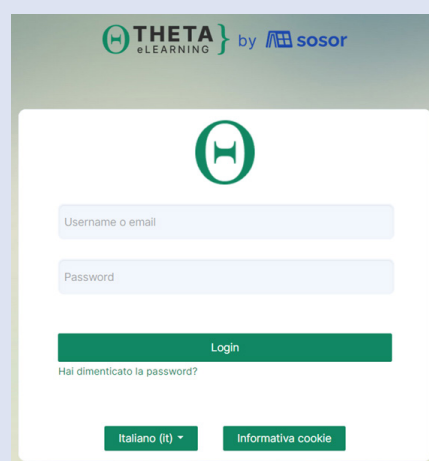 THETA
eLEARNING
by sosor
Username o email
Password
Login
Hai dimenticato la password?
Italiano (it)
Informativa cookie